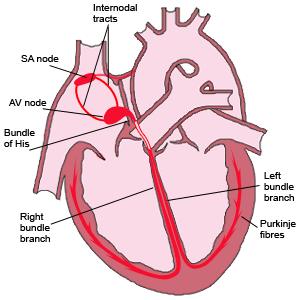 Internodal
tracts
SA node
AV node
Bundle
of His
Left
bundle
branch
Right
bundle
branch
Purkinje
fibres